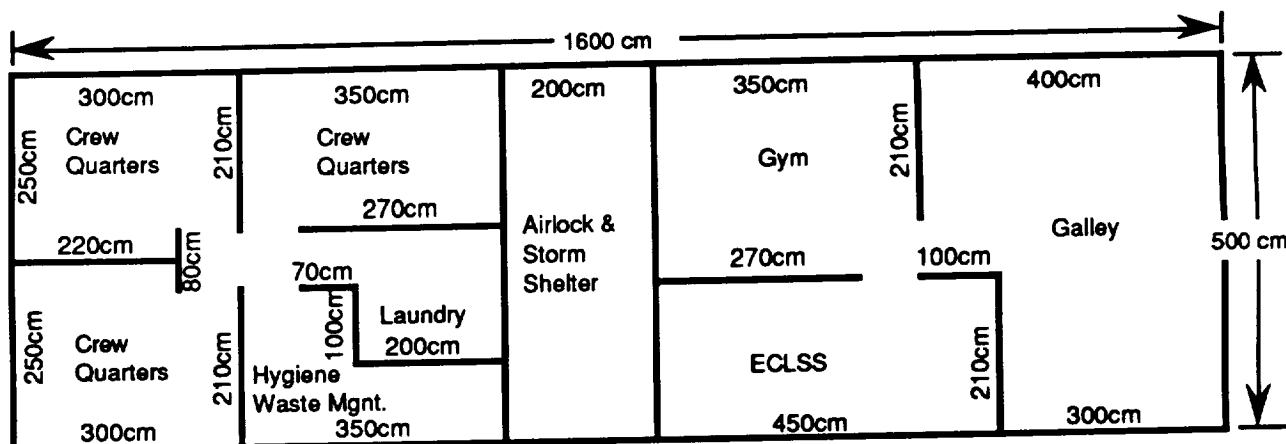 1600 cm
300cm
350cm
200cm
350cm
400cm
250cm
Crew
Quarters
210cm
Crew
Quarters
Gym
210cm
270cm
220cm
80cm
Airlock &
Storm
Shelter
Galley
500 cm
70cm
270cm
100cm
100cm
Laundry
200cm
250cm
Crew
Quarters
210cm
Hygiene
Waste Mgnt.
ECLSS
210cm
300cm
350cm
450cm
300cm